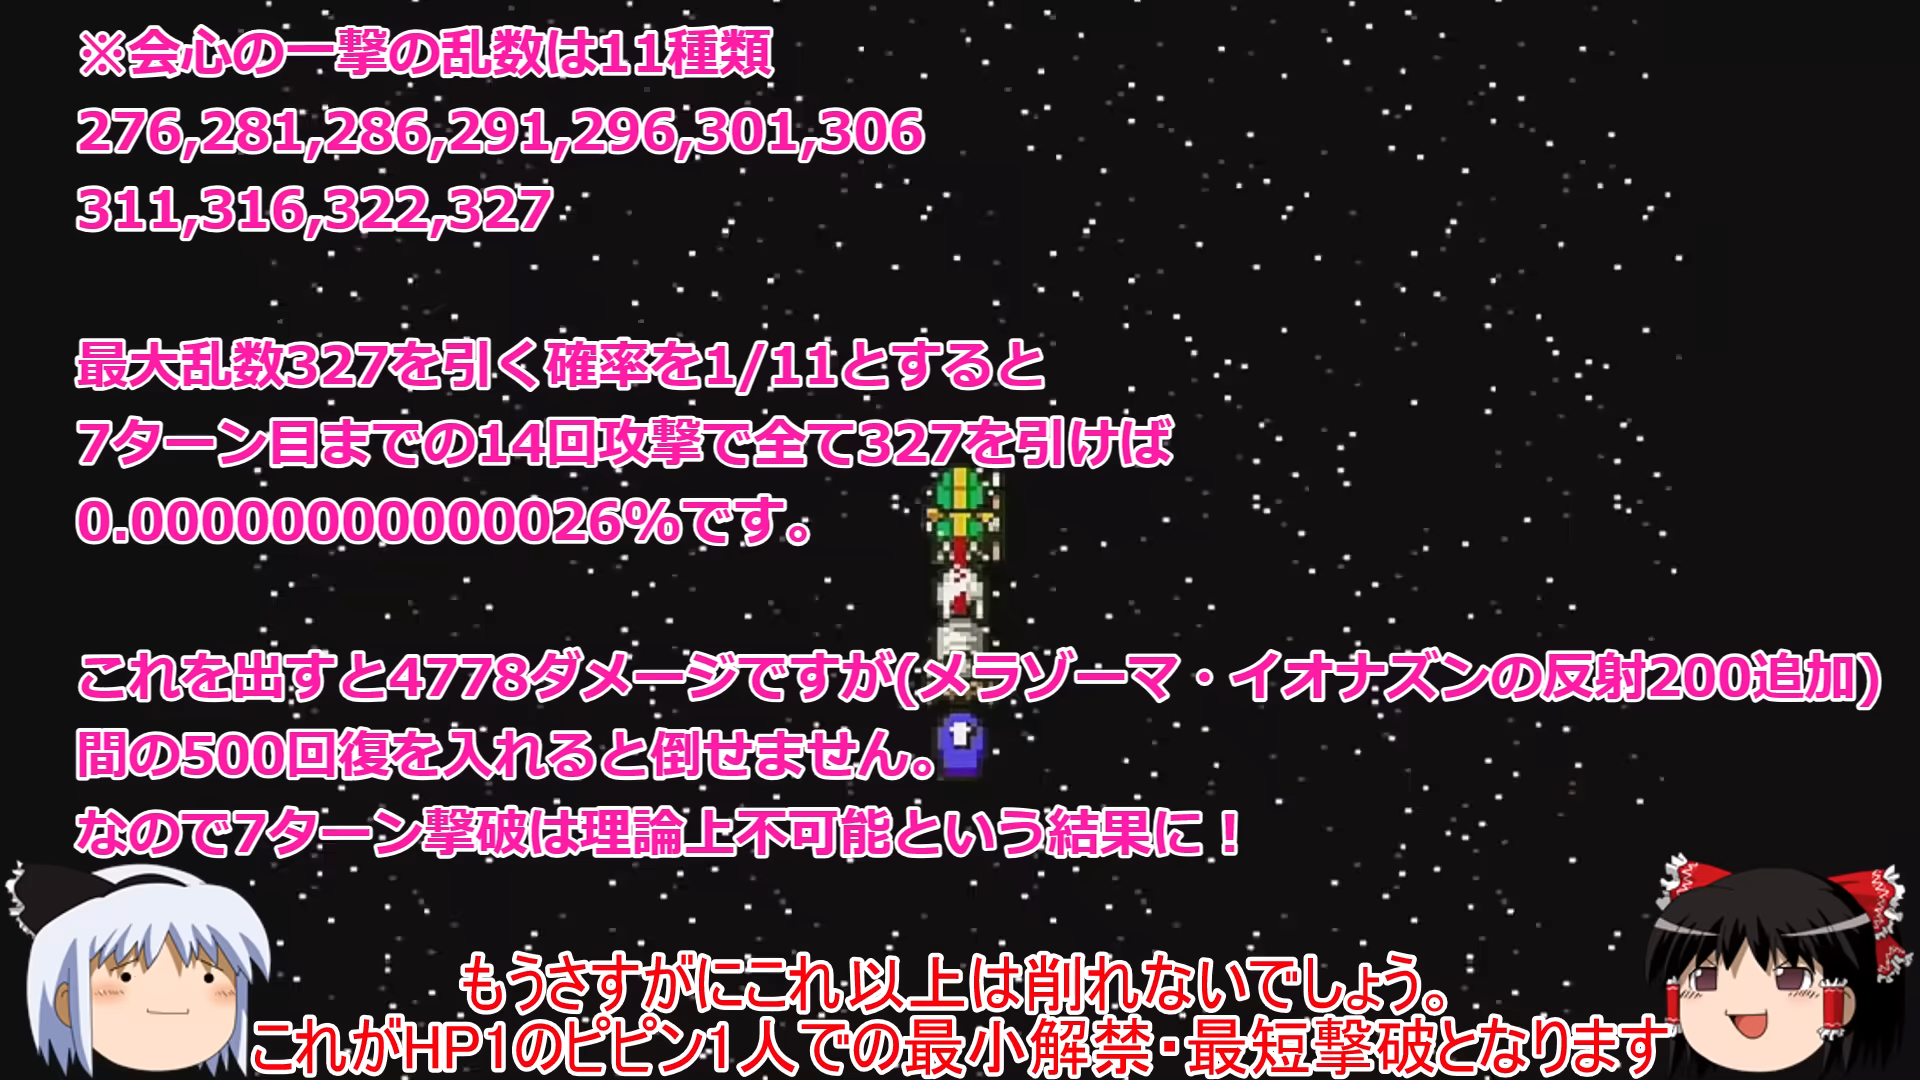 ※会心の一撃の乱数は11種類
276,281,286,291,296,301,306
311,316,322,327
最大乱数327を引く確率を1/11とすると
7ターン目までの14回攻撃で全て327を引けば
0.00000000000026%です。
これを出すと4778ダメージですが(メラゾーマ・イオナズンの反射200追加)
間の500回復を入れると倒せません。
なので7ターン撃破は理論上不可能という結果に！
もうさすがにこれ以上は削れないでしょう。
これがHP1のピピン1人での最小解禁・最短撃破となります